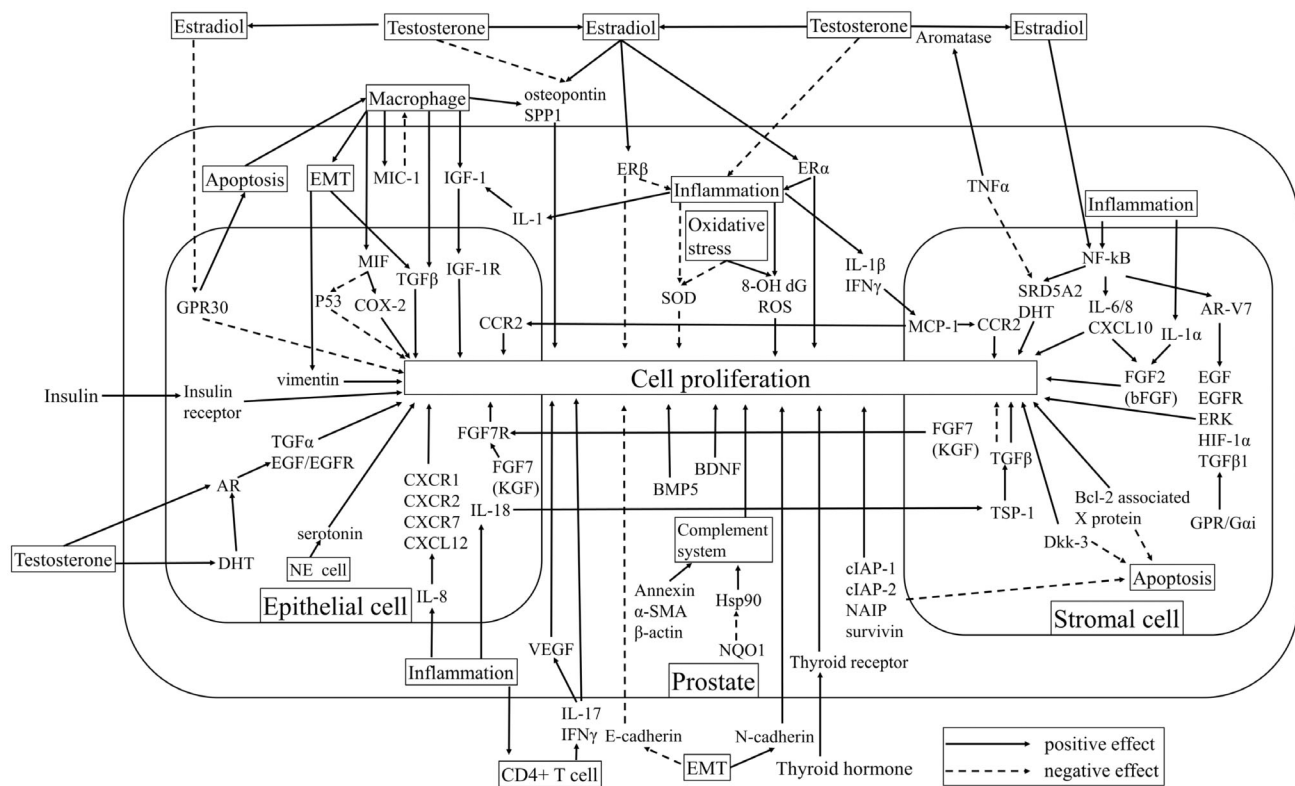 Estradiol
Testosterone
Estradiol
Testosterone
Aromatase
Estradiol
Macrophage
osteopontin
SPP1
Apoptosis
EMT
MIC-1
IGF-1
IL-1
ERβ
Inflammation
ERα
TNFα
Inflammation
Oxidative
stress
MIF
TGFβ
IGF-1R
P53
COX-2
GPR30
SOD
8-OH dG
ROS
IL-1β
IFNγ
NF-kB
SRD5A2
DHT
IL-6/8
CXCL10
AR-V7
IL-1α
CCR2
MCP-1
CCR2
vimentin
Cell proliferation
FGF2
(bFGF)
EGF
EGFR
ERK
HIF-1α
TGFβ1
Insulin
Insulin
receptor
TGFα
EGF/EGFR
FGF7R
FGF7
(KGF)
FGF7
(KGF)
TGFβ
AR
CXCR1
CXCR2
CXCR7
CXCL12
IL-18
BMP5
BDNF
TSP-1
Bcl-2 associated
X protein
GPR/Gαi
Dkk-3
serotonin
Testosterone
DHT
NE cell
IL-8
Epithelial cell
Complement
system
Annexin
α-SMA
β-actin
Hsp90
NQO1
cIAP-1
cIAP-2
NAIP
survivin
Apoptosis
Stromal cell
Inflammation
VEGF
Prostate
Thyroid receptor
IL-17
IFNγ
E-cadherin
N-cadherin
CD4+ T cell
EMT
Thyroid hormone
positive effect
negative effect